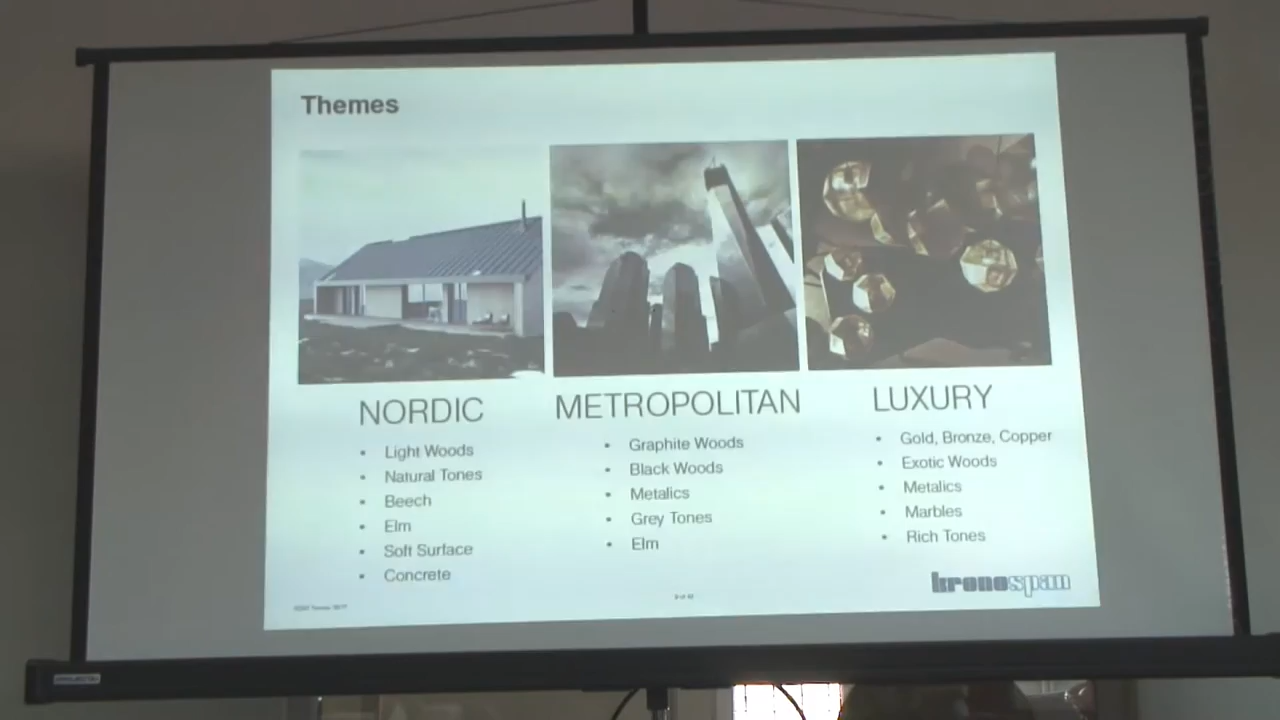 Themes
NORDIC
Light Woods
Natural Tones
Beech
Elm
Soft Surface
Concrete
METROPOLITAN
Graphite Woods
Black Woods
Metalics
Grey Tones
Elm
LUXURY
Gold, Bronze, Copper
Exotic Woods
Metalics
Marbles
Rich Tones
kronospan